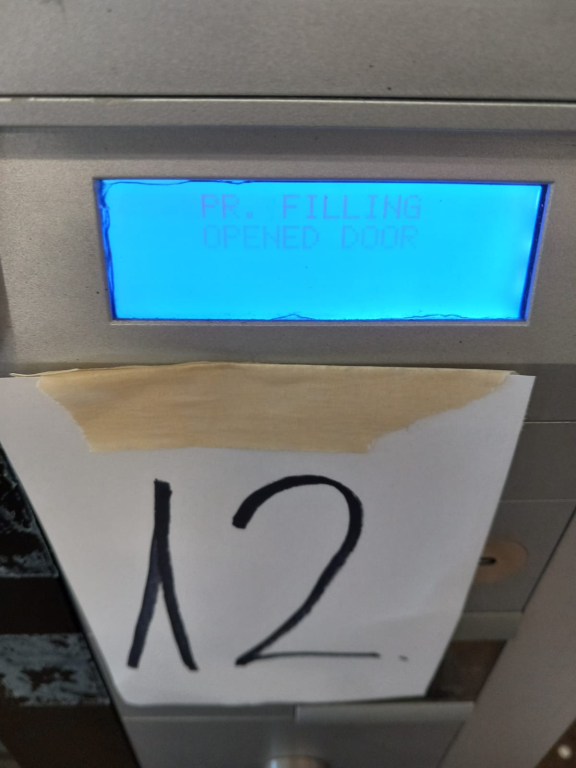 PR. FILLING
OPENED DOOR
12.